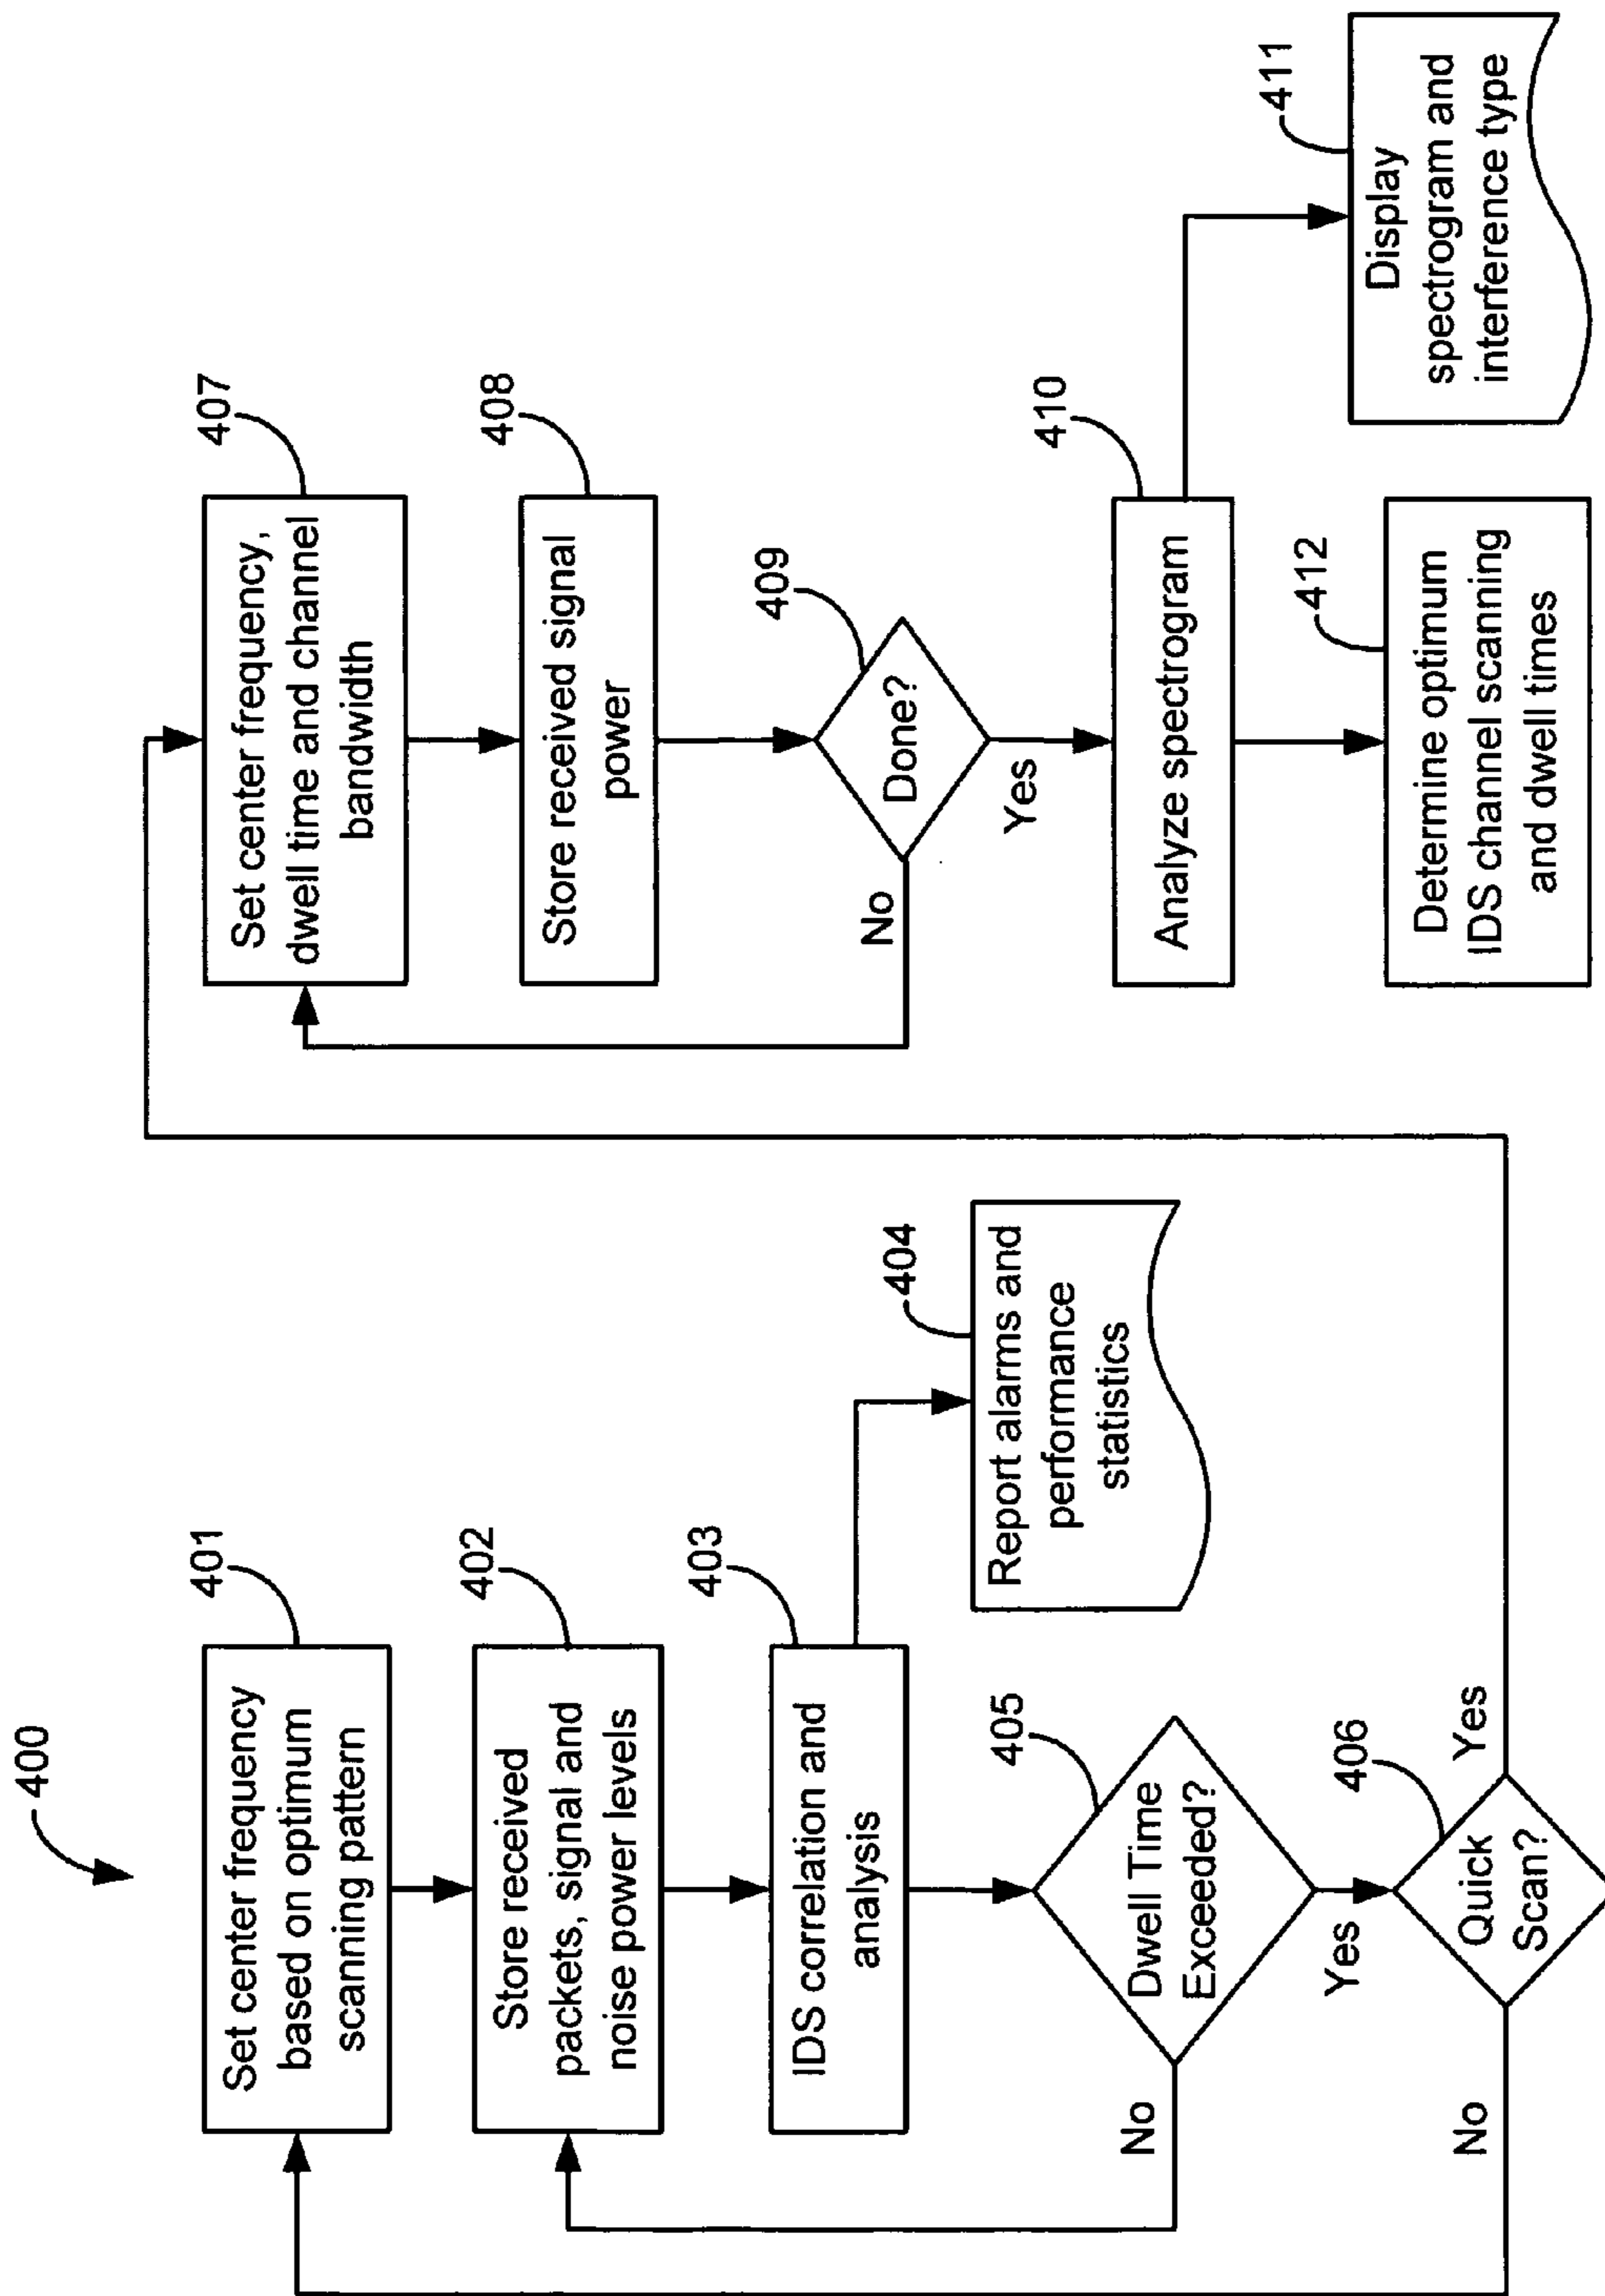 400
401
Set center frequency
based on optimum
scanning pattern
402
Store received
packets, signal and
noise power levels
403
IDS correlation and
analysis
404
Report alarms and
performance
statistics
405
Dwell Time
Exceeded?
No
Yes
406
Quick
Scan?
No
Yes
407
Set center frequency,
dwell time and channel
bandwidth
408
Store received signal
power
409
Done?
No
Yes
410
Analyze spectrogram
411
Display
spectrogram and
interference type
412
Determine optimum
IDS channel scanning
and dwell times